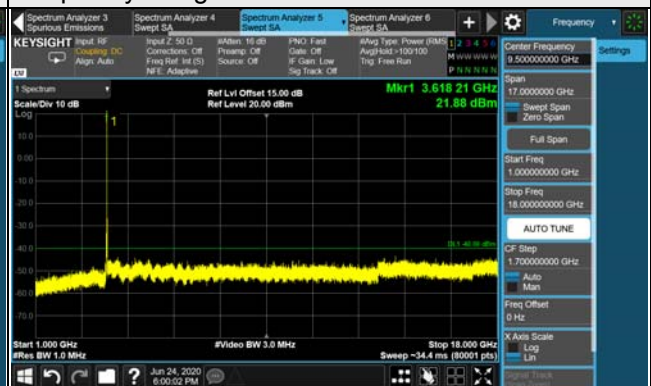 Spectrum Analyzer 3
Spurious Emissions
Spectrum Analyzer 4
Swept SA
Spectrum Analyzer 5
Swept SA
Spectrum Analyzer 6
Swept SA
+
Frequency
KEYSIGHT
Input: RF
Coupling: DC
Align: Auto
Input Z: 50 Ω
Corrections: Off
Freq Ref: Int (S)
NFE: Adaptive
#Atten: 16 dB
Preamp: Off
Source: Off
PNO: Fast
Gate: Off
IF Gain: Low
Sig Track: Off
#Avg Type: Power (RMS
Avg|Hold:>100/100
Trig: Free Run
1 2 3 4 5 6
M W W W W W
P N N N N N
LXI
1 Spectrum
Scale/Div 10 dB
Ref Lvl Offset 15.00 dB
Ref Level 20.00 dBm
Mkr1 3.618 21 GHz
21.88 dBm
Log
1
10.0
0.00
-10.0
-20.0
-30.0
-40.0
-50.0
-60.0
-70.0
DL1 -40.00 dBm
Start 1.000 GHz
#Res BW 1.0 MHz
#Video BW 3.0 MHz
Stop 18.000 GHz
Sweep ~34.4 ms (80001 pts)
Jun 24, 2020
6:00:02 PM
Center Frequency
9.500000000 GHz
Settings
Span
17.0000000 GHz
Swept Span
Zero Span
Full Span
Start Freq
1.000000000 GHz
Stop Freq
18.000000000 GHz
AUTO TUNE
CF Step
1.700000000 GHz
Auto
Man
Freq Offset
0 Hz
X Axis Scale
Log
Lin
Signal Track